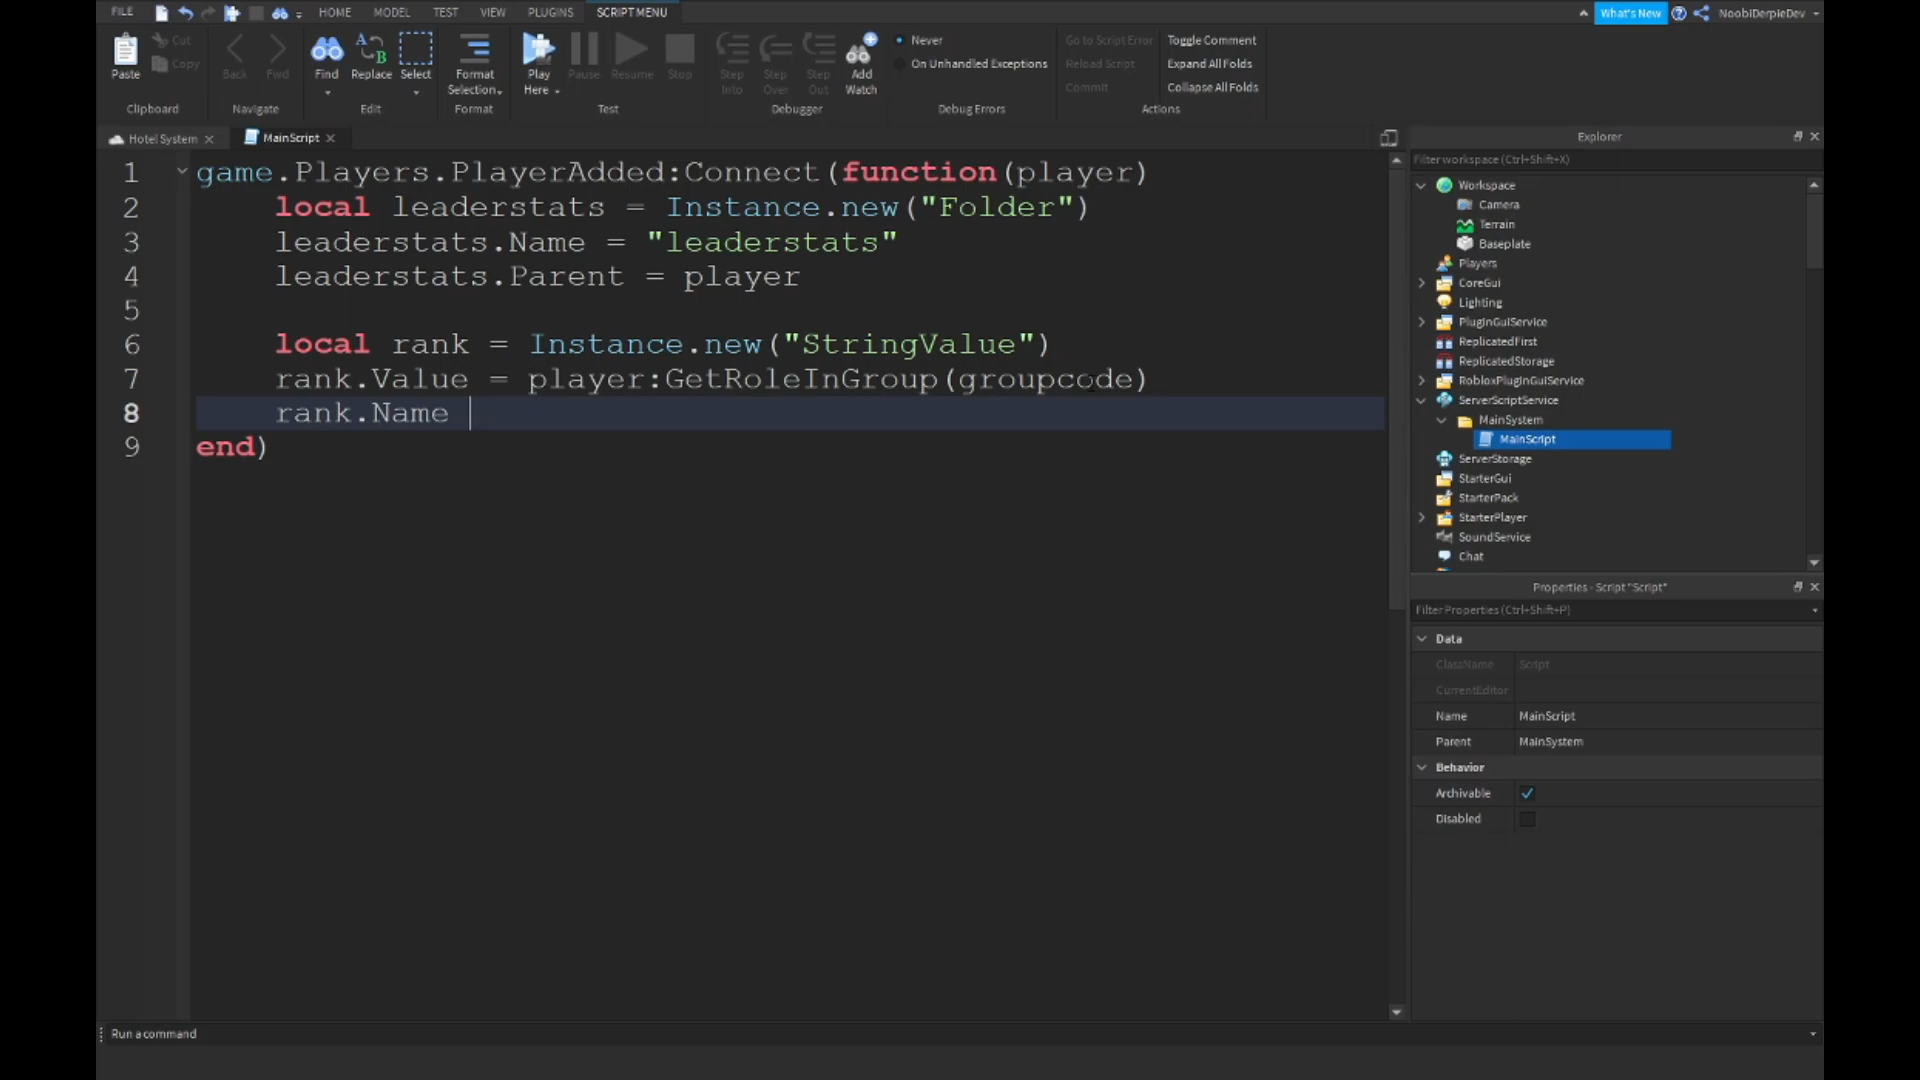 FILE HOME MODEL TEST VIEW PLUGINS SCRIPT MENU What's New NoobiDerpieDev
Paste Cut Copy Back Fwd Find Replace Select Format Selection Play Here Pause Resume Stop Step Into Step Over Step Out Add Watch Never On Unhandled Exceptions Go to Script Error Reload Script Commit Toggle Comment Expand All Folds Collapse All Folds
Clipboard Navigate Edit Format Test Debugger Debug Errors Actions
Hotel System MainScript
1 game.Players.PlayerAdded:Connect(function(player)
2 local leaderstats = Instance.new("Folder")
3 leaderstats.Name = "leaderstats"
4 leaderstats.Parent = player
5
6 local rank = Instance.new("StringValue")
7 rank.Value = player:GetRoleInGroup(groupcode)
8 rank.Name
9 end)
Explorer
Filter workspace (Ctrl+Shift+X)
Workspace
Camera
Terrain
Baseplate
Players
CoreGui
Lighting
PluginGuiService
ReplicatedFirst
ReplicatedStorage
RobloxPluginGuiService
ServerScriptService
MainSystem
MainScript
ServerStorage
StarterGui
StarterPack
StarterPlayer
SoundService
Chat
Properties - Script "Script"
Filter Properties (Ctrl+Shift+P)
Data
ClassName Script
CurrentEditor
Name MainScript
Parent MainSystem
Behavior
Archivable
Disabled
Run a command